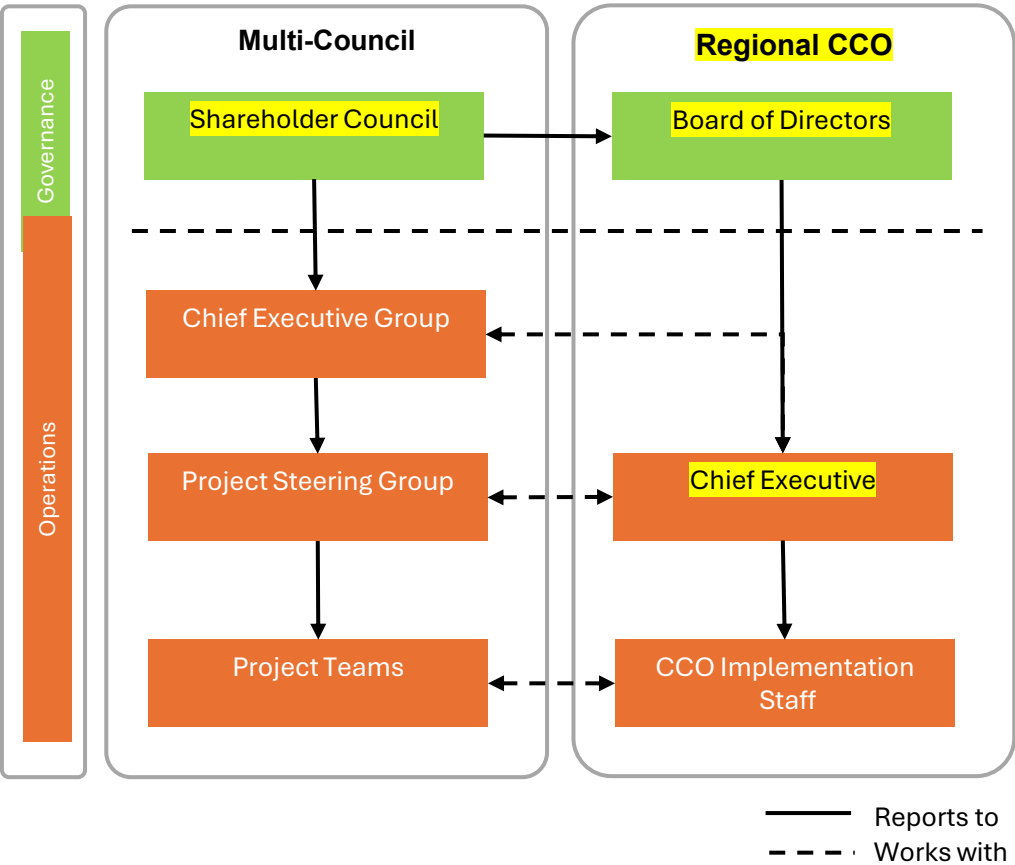 Multi-Council
Regional CCO
Governance
Shareholder Council
Board of Directors
Operations
Chief Executive Group
Project Steering Group
Chief Executive
Project Teams
CCO Implementation
Staff
Reports to
Works with